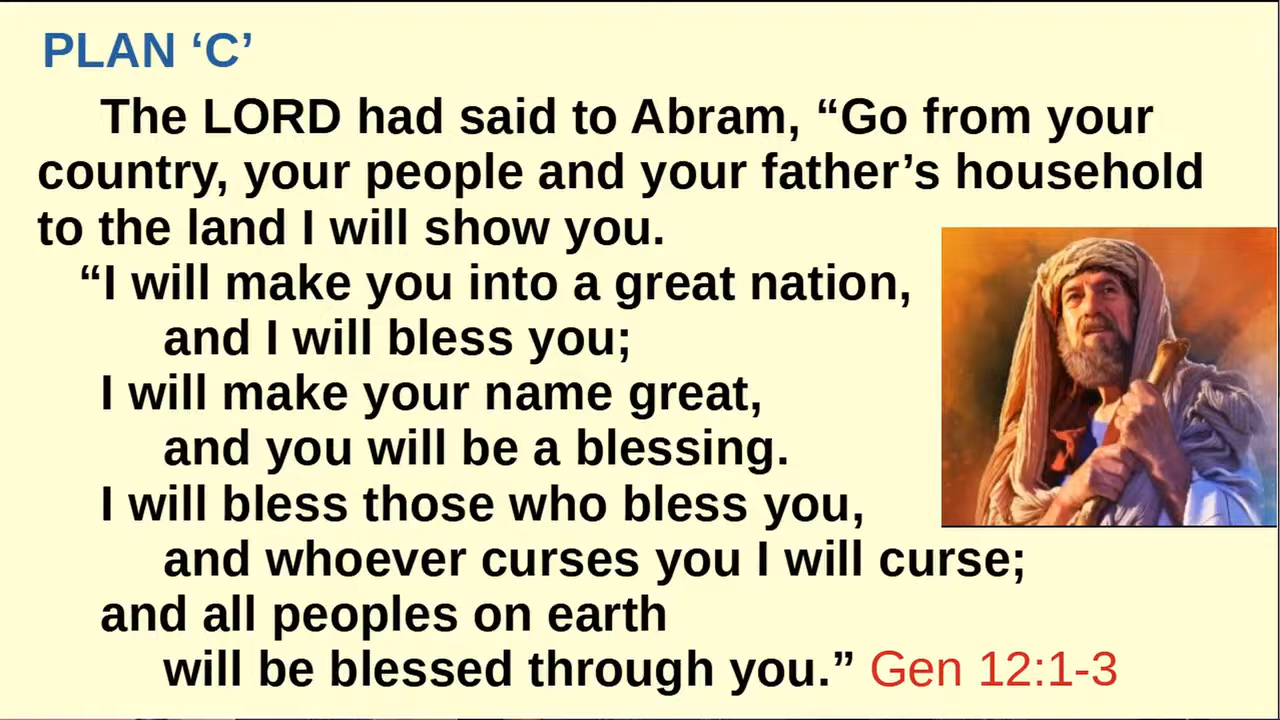 PLAN ‘C’
The LORD had said to Abram, “Go from your
country, your people and your father’s household
to the land I will show you.
“I will make you into a great nation,
and I will bless you;
I will make your name great,
and you will be a blessing.
I will bless those who bless you,
and whoever curses you I will curse;
and all peoples on earth
will be blessed through you.” Gen 12:1-3